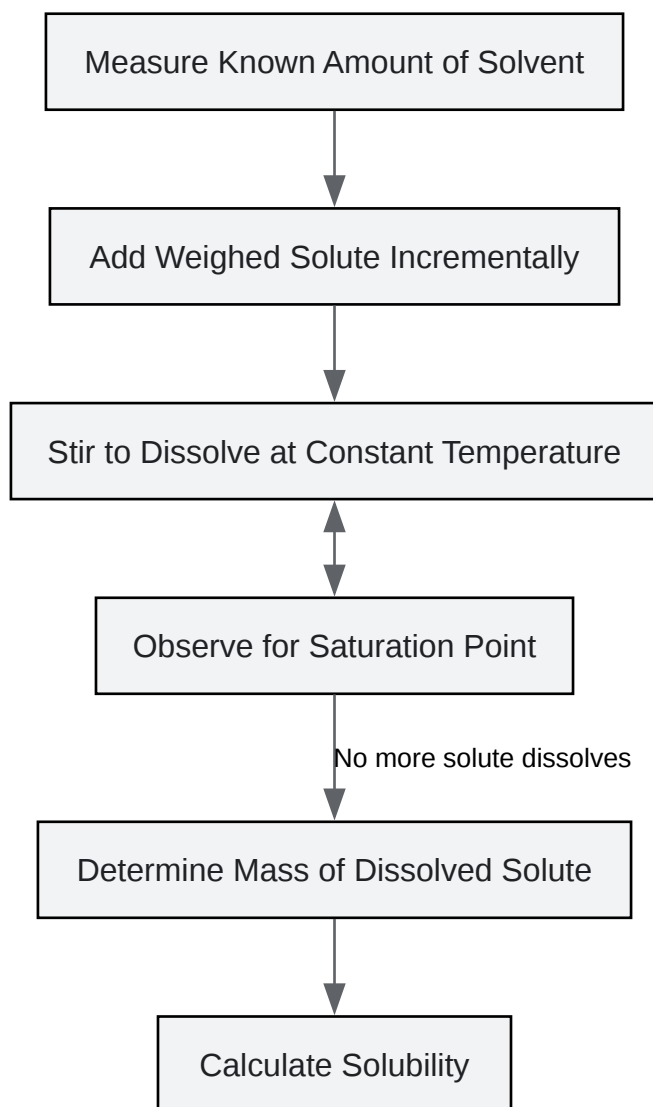 Measure Known Amount of Solvent
Add Weighed Solute Incrementally
Stir to Dissolve at Constant Temperature
Observe for Saturation Point
No more solute dissolves
Determine Mass of Dissolved Solute
Calculate Solubility